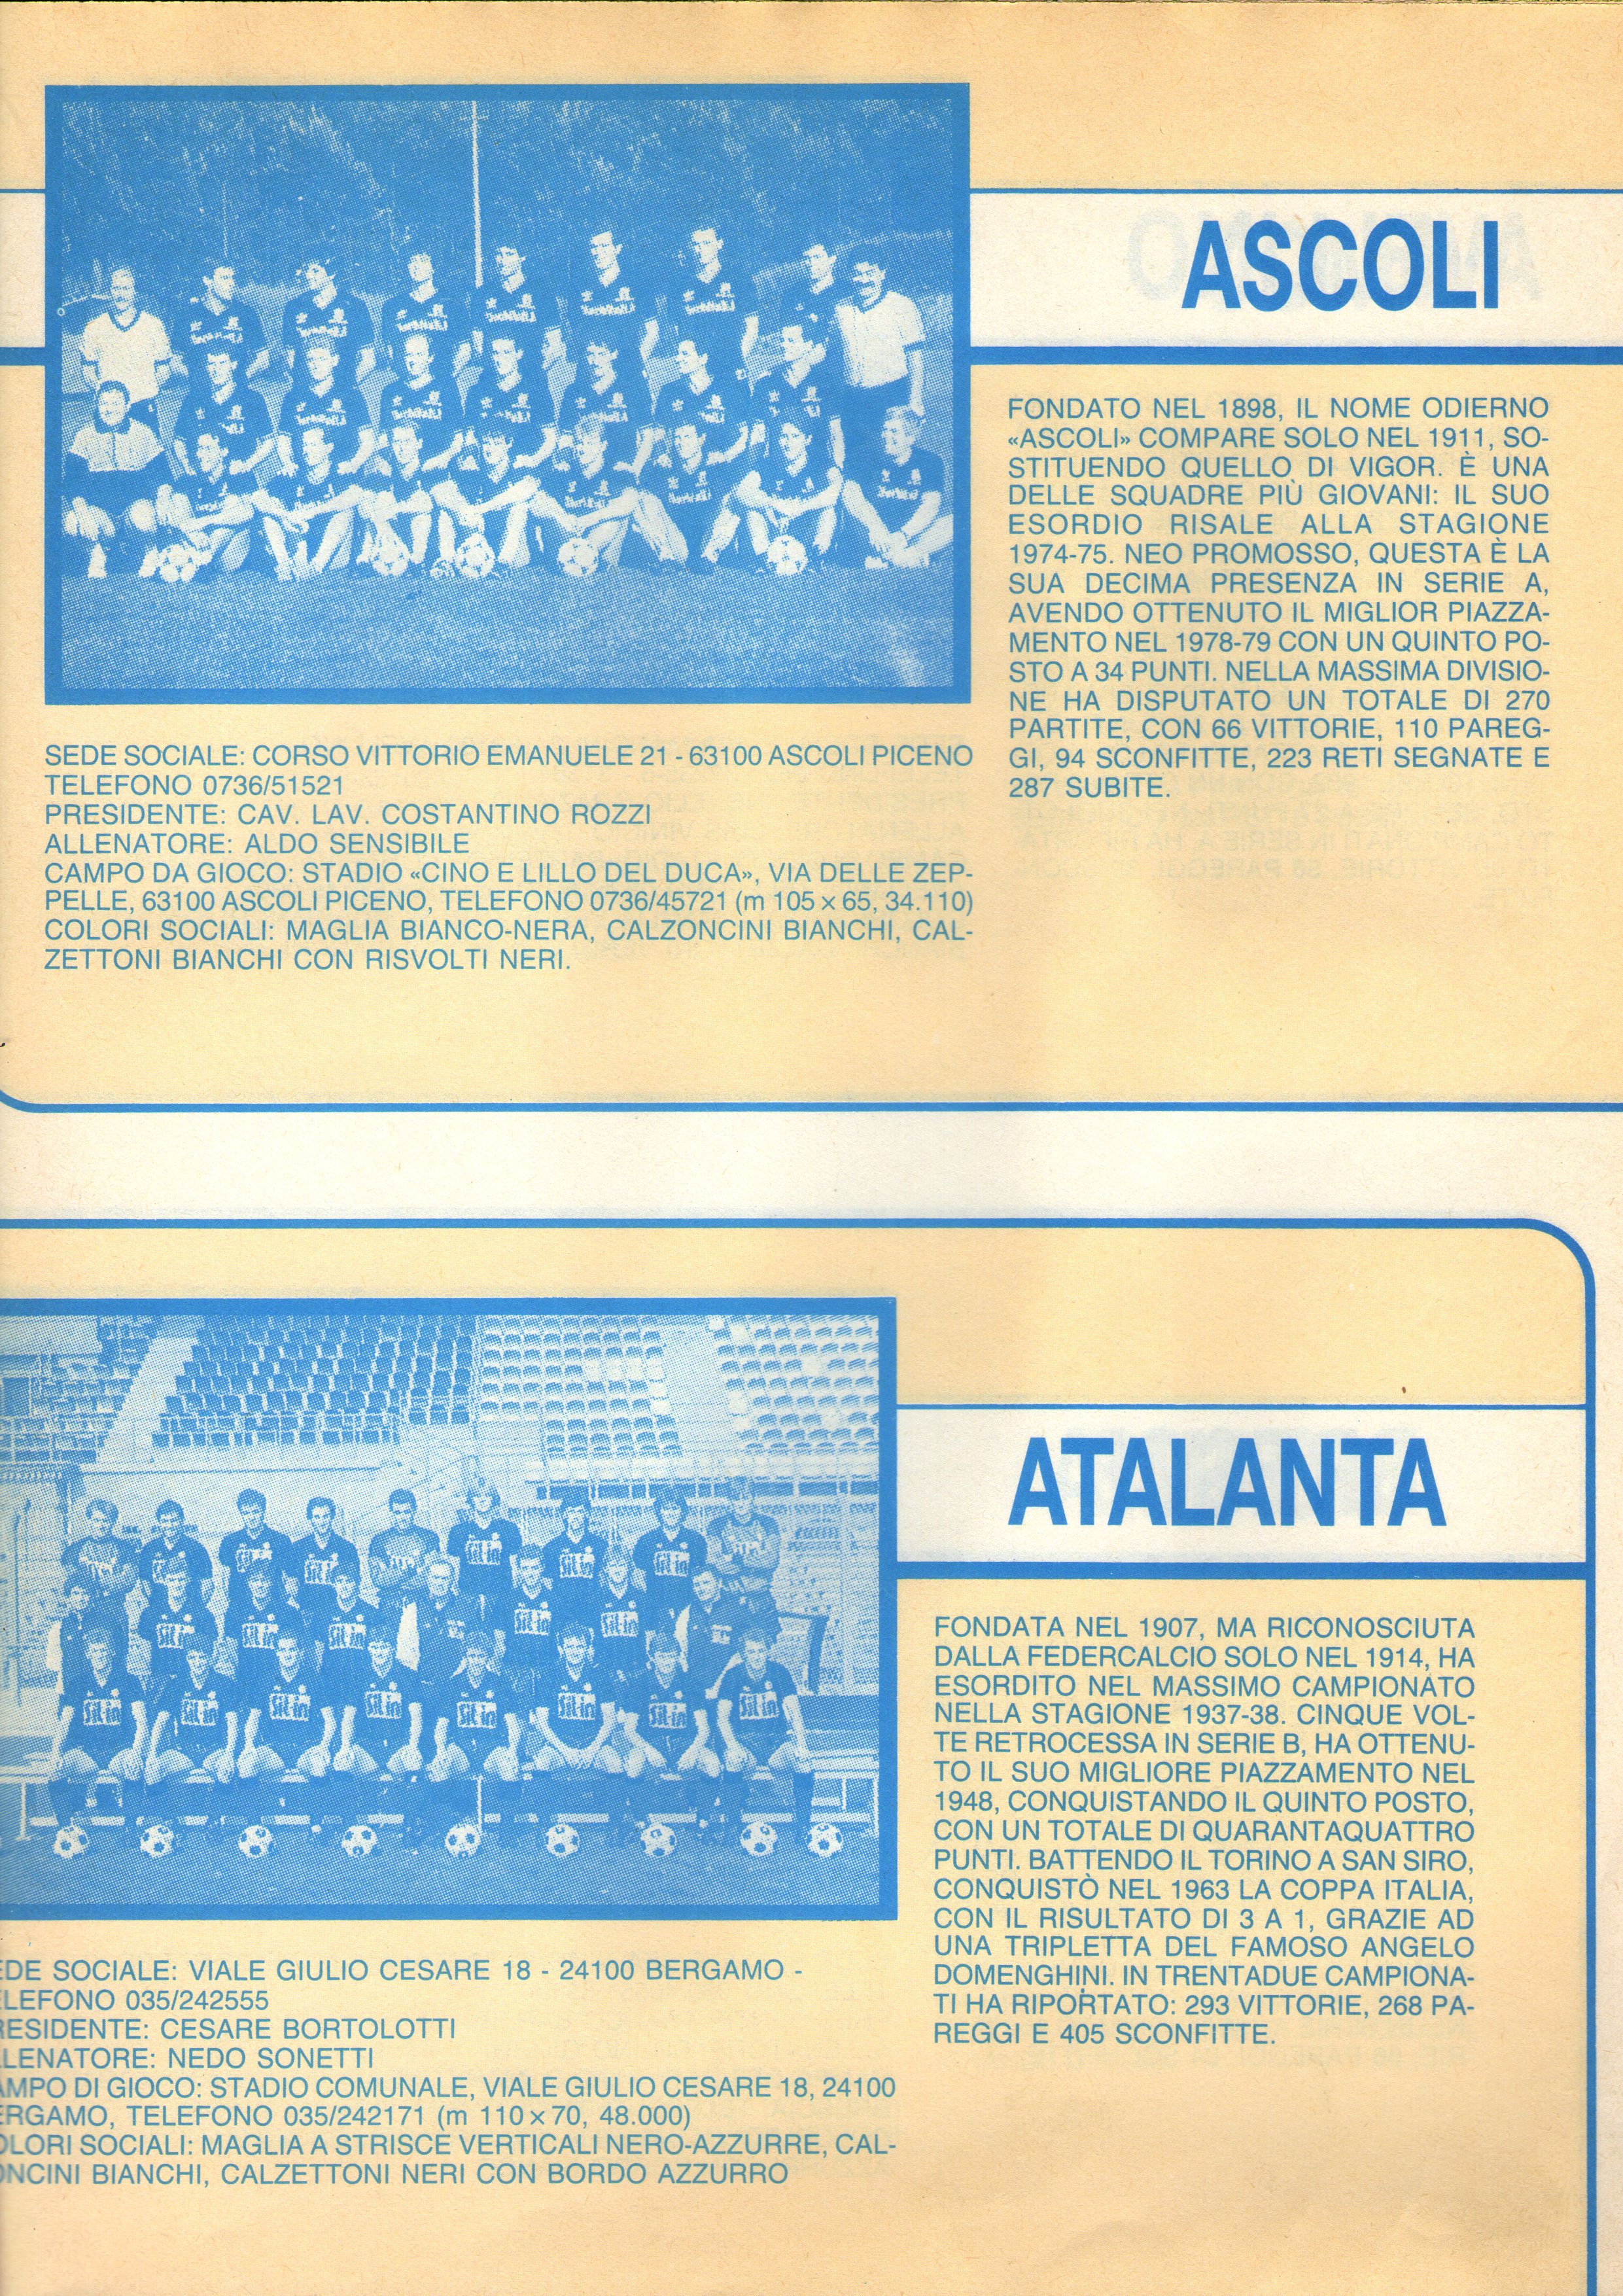 ASCOLI
FONDATO NEL 1898, IL NOME ODIERNO
«ASCOLI» COMPARE SOLO NEL 1911, SO-
STITUENDO QUELLO DI VIGOR. È UNA
DELLE SQUADRE PIÙ GIOVANI: IL SUO
ESORDIO RISALE ALLA STAGIONE
1974-75. NEO PROMOSSO, QUESTA È LA
SUA DECIMA PRESENZA IN SERIE A,
AVENDO OTTENUTO IL MIGLIOR PIAZZA-
MENTO NEL 1978-79 CON UN QUINTO PO-
STO A 34 PUNTI. NELLA MASSIMA DIVISIO-
NE HA DISPUTATO UN TOTALE DI 270
PARTITE, CON 66 VITTORIE, 110 PAREG-
GI, 94 SCONFITTE, 223 RETI SEGNATE E
287 SUBITE.
SEDE SOCIALE: CORSO VITTORIO EMANUELE 21 - 63100 ASCOLI PICENO
TELEFONO 0736/51521
PRESIDENTE: CAV. LAV. COSTANTINO ROZZI
ALLENATORE: ALDO SENSIBILE
CAMPO DA GIOCO: STADIO «CINO E LILLO DEL DUCA», VIA DELLE ZEP-
PELLE, 63100 ASCOLI PICENO, TELEFONO 0736/45721 (m 105 × 65, 34.110)
COLORI SOCIALI: MAGLIA BIANCO-NERA, CALZONCINI BIANCHI, CAL-
ZETTONI BIANCHI CON RISVOLTI NERI.
ATALANTA
FONDATA NEL 1907, MA RICONOSCIUTA
DALLA FEDERCALCIO SOLO NEL 1914, HA
ESORDITO NEL MASSIMO CAMPIONATO
NELLA STAGIONE 1937-38. CINQUE VOL-
TE RETROCESSA IN SERIE B, HA OTTENU-
TO IL SUO MIGLIORE PIAZZAMENTO NEL
1948, CONQUISTANDO IL QUINTO POSTO,
CON UN TOTALE DI QUARANTAQUATTRO
PUNTI. BATTENDO IL TORINO A SAN SIRO,
CONQUISTÒ NEL 1963 LA COPPA ITALIA,
CON IL RISULTATO DI 3 A 1, GRAZIE AD
UNA TRIPLETTA DEL FAMOSO ANGELO
DOMENGHINI. IN TRENTADUE CAMPIONA-
TI HA RIPORTATO: 293 VITTORIE, 268 PA-
REGGI E 405 SCONFITTE.
Sit-in
EDE SOCIALE: VIALE GIULIO CESARE 18 - 24100 BERGAMO -
LEFONO 035/242555
RESIDENTE: CESARE BORTOLOTTI
LENATORE: NEDO SONETTI
AMPO DI GIOCO: STADIO COMUNALE, VIALE GIULIO CESARE 18, 24100
ERGAMO, TELEFONO 035/242171 (m 110 × 70, 48.000)
OLORI SOCIALI: MAGLIA A STRISCE VERTICALI NERO-AZZURRE, CAL-
ONCINI BIANCHI, CALZETTONI NERI CON BORDO AZZURRO